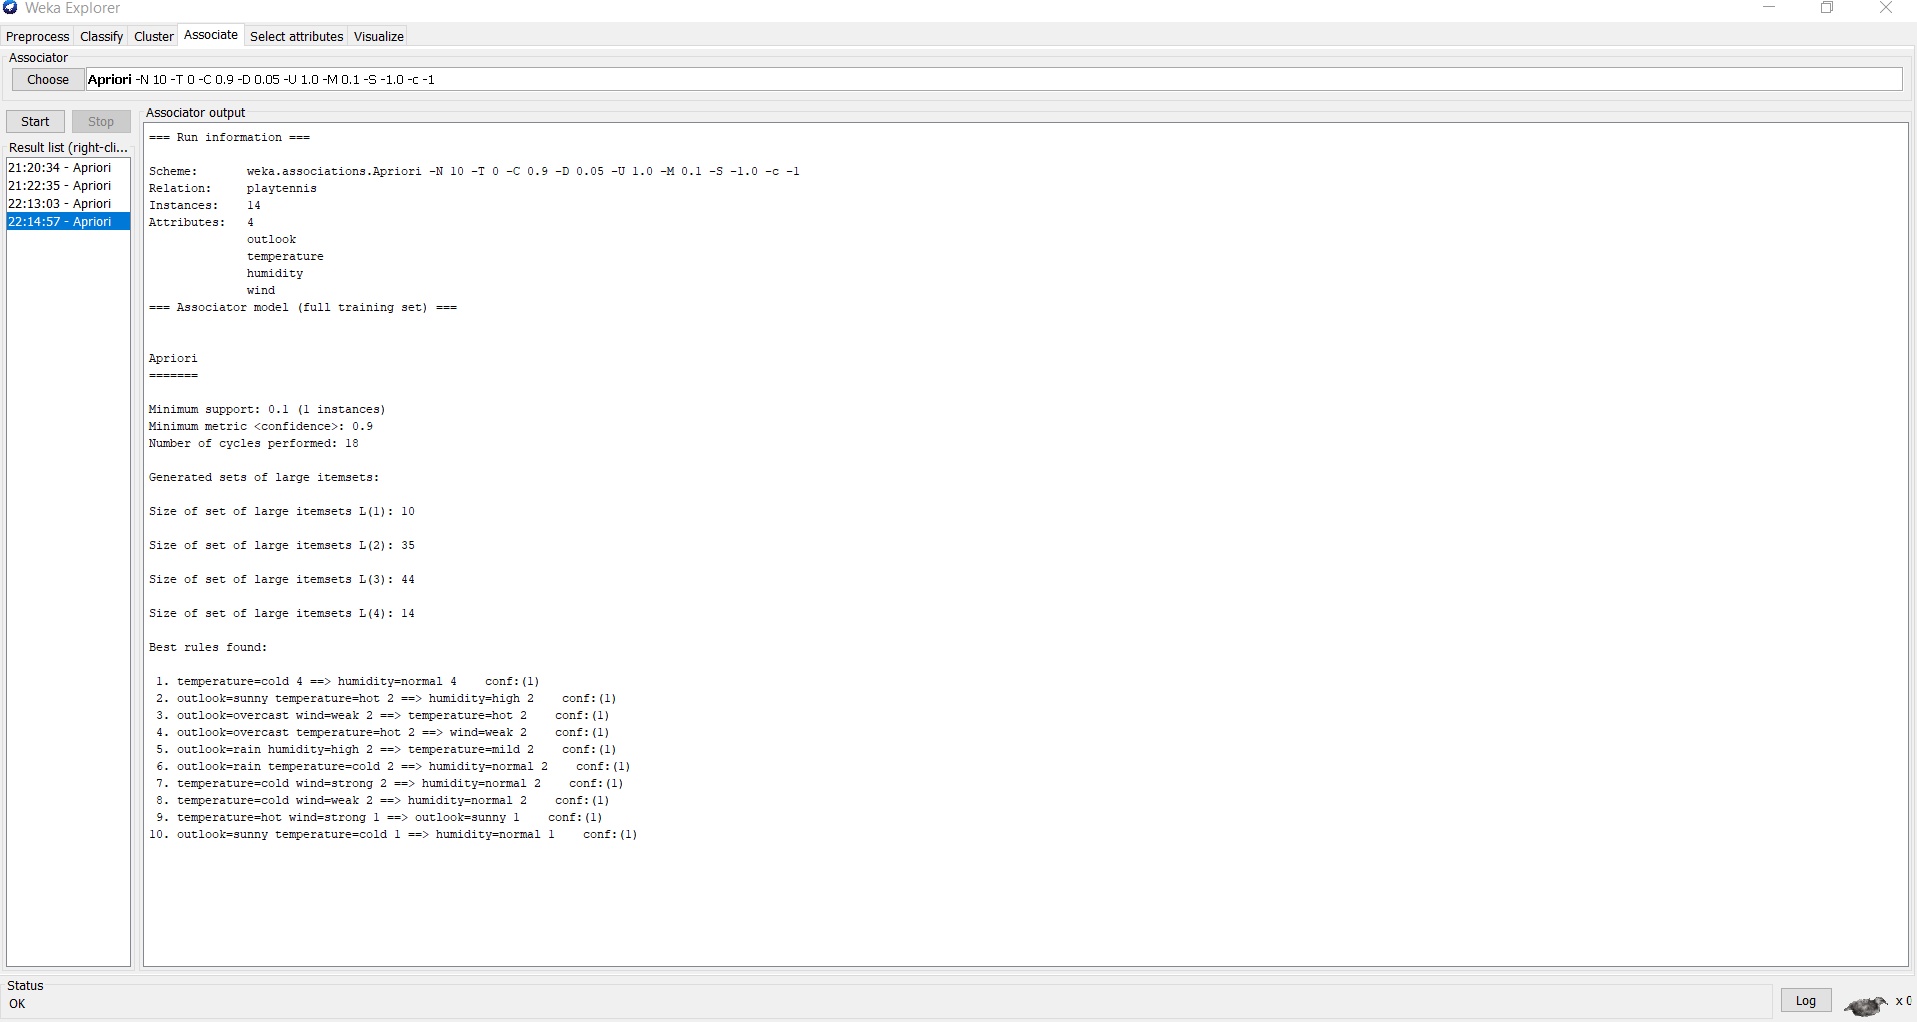 Weka Explorer
Preprocess Classify Cluster Associate Select attributes Visualize
Associator
Choose Apriori -N 10 -T 0 -C 0.9 -D 0.05 -U 1.0 -M 0.1 -S -1.0 -c -1
Start Stop
Result list (right-cli...
21:20:34 - Apriori
21:22:35 - Apriori
22:13:03 - Apriori
22:14:57 - Apriori
Associator output
=== Run information ===
Scheme: weka.associations.Apriori -N 10 -T 0 -C 0.9 -D 0.05 -U 1.0 -M 0.1 -S -1.0 -c -1
Relation: playtennis
Instances: 14
Attributes: 4
outlook
temperature
humidity
wind
=== Associator model (full training set) ===
Apriori
=======
Minimum support: 0.1 (1 instances)
Minimum metric <confidence>: 0.9
Number of cycles performed: 18
Generated sets of large itemsets:
Size of set of large itemsets L(1): 10
Size of set of large itemsets L(2): 35
Size of set of large itemsets L(3): 44
Size of set of large itemsets L(4): 14
Best rules found:
1. temperature=cold 4 ==> humidity=normal 4 conf:(1)
2. outlook=sunny temperature=hot 2 ==> humidity=high 2 conf:(1)
3. outlook=overcast wind=weak 2 ==> temperature=hot 2 conf:(1)
4. outlook=overcast temperature=hot 2 ==> wind=weak 2 conf:(1)
5. outlook=rain humidity=high 2 ==> temperature=mild 2 conf:(1)
6. outlook=rain temperature=cold 2 ==> humidity=normal 2 conf:(1)
7. temperature=cold wind=strong 2 ==> humidity=normal 2 conf:(1)
8. temperature=cold wind=weak 2 ==> humidity=normal 2 conf:(1)
9. temperature=hot wind=strong 1 ==> outlook=sunny 1 conf:(1)
10. outlook=sunny temperature=cold 1 ==> humidity=normal 1 conf:(1)
Status
OK
Log x 0